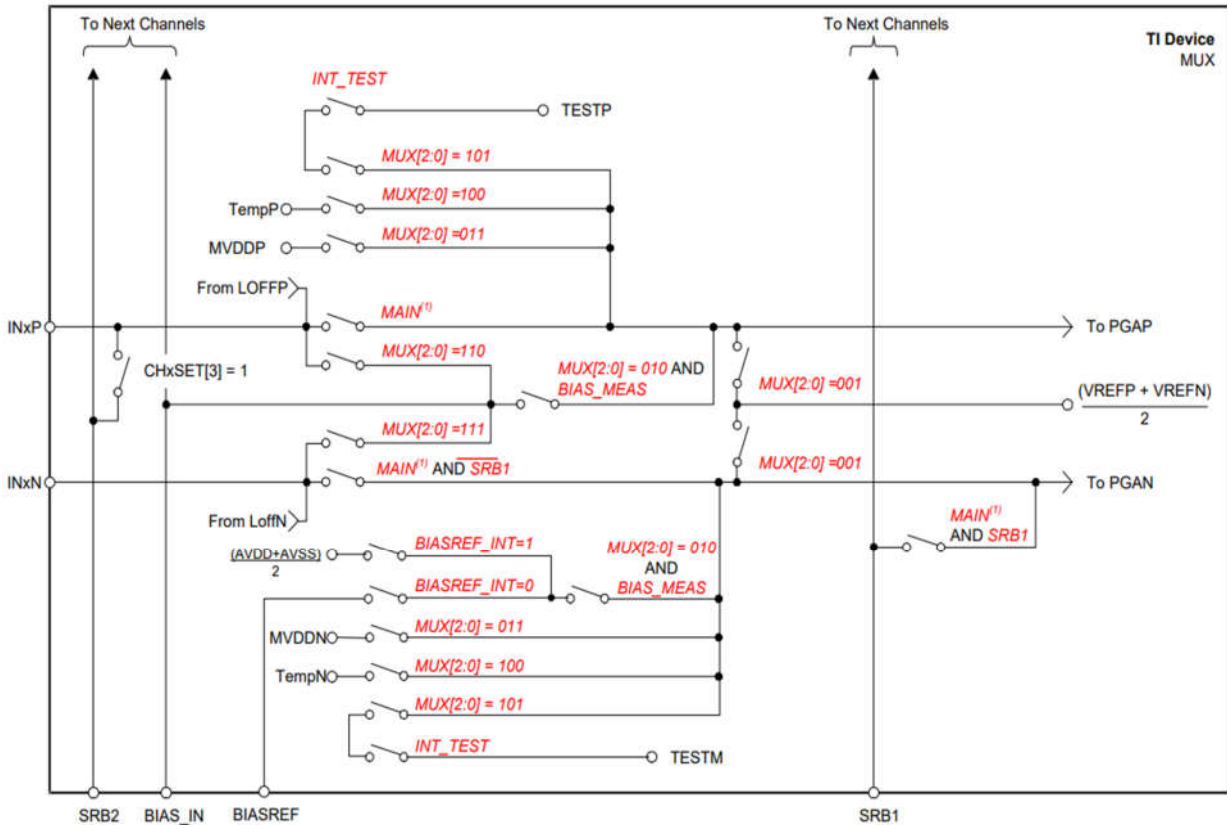 To Next Channels
To Next Channels
TI Device
MUX
INT_TEST
TESTP
MUX[2:0] = 101
TempP
MUX[2:0] =100
MVDDP
MUX[2:0] =011
From LOFFP
MAIN(1)
INxP
To PGAP
MUX[2:0] =110
CHxSET[3] = 1
MUX[2:0] = 010 AND
BIAS_MEAS
MUX[2:0] =001
(VREFP + VREFN)
2
MUX[2:0] =111
MUX[2:0] =001
MAIN(1) AND SRB1
INxN
To PGAN
From LoffN
MAIN(1)
AND SRB1
(AVDD+AVSS)
2
BIASREF_INT=1
MUX[2:0] = 010
AND
BIAS_MEAS
BIASREF_INT=0
MVDDN
MUX[2:0] = 011
TempN
MUX[2:0] = 100
MUX[2:0] = 101
INT_TEST
TESTM
SRB2
BIAS_IN
BIASREF
SRB1